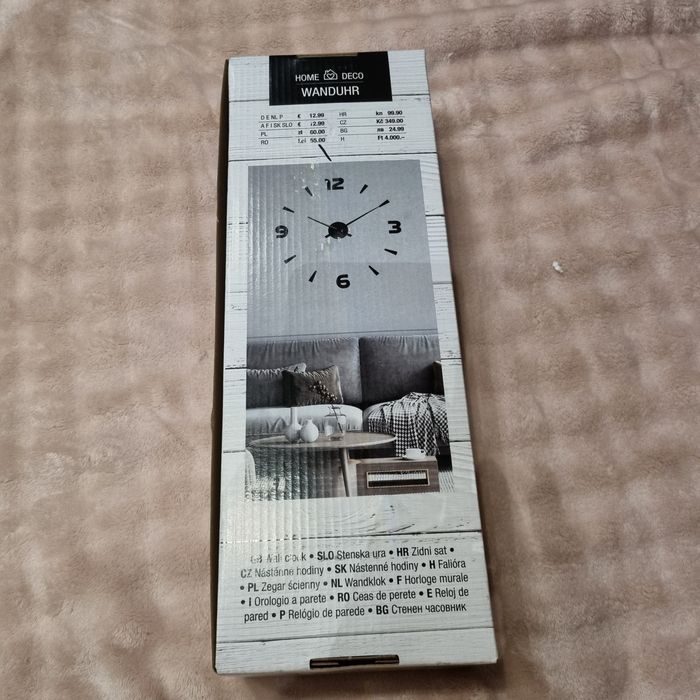 HOME DECO
WANDUHR
D E NL P € 12.99 HR kn 99.90
A F I SK SLO € 12.99 CZ Kč 349.00
PL zł 60.00 BG лв 24.99
RO Lei 65.00 H Ft 4.000.–
12
9
3
6
GB Wall clock • SLO Stenska ura • HR Zidni sat •
CZ Nástěnné hodiny • SK Nástenné hodiny • H Falióra
• PL Zegar ścienny • NL Wandklok • F Horloge murale
• I Orologio a parete • RO Ceas de perete • E Reloj de
pared • P Relógio de parede • BG Стенен часовник